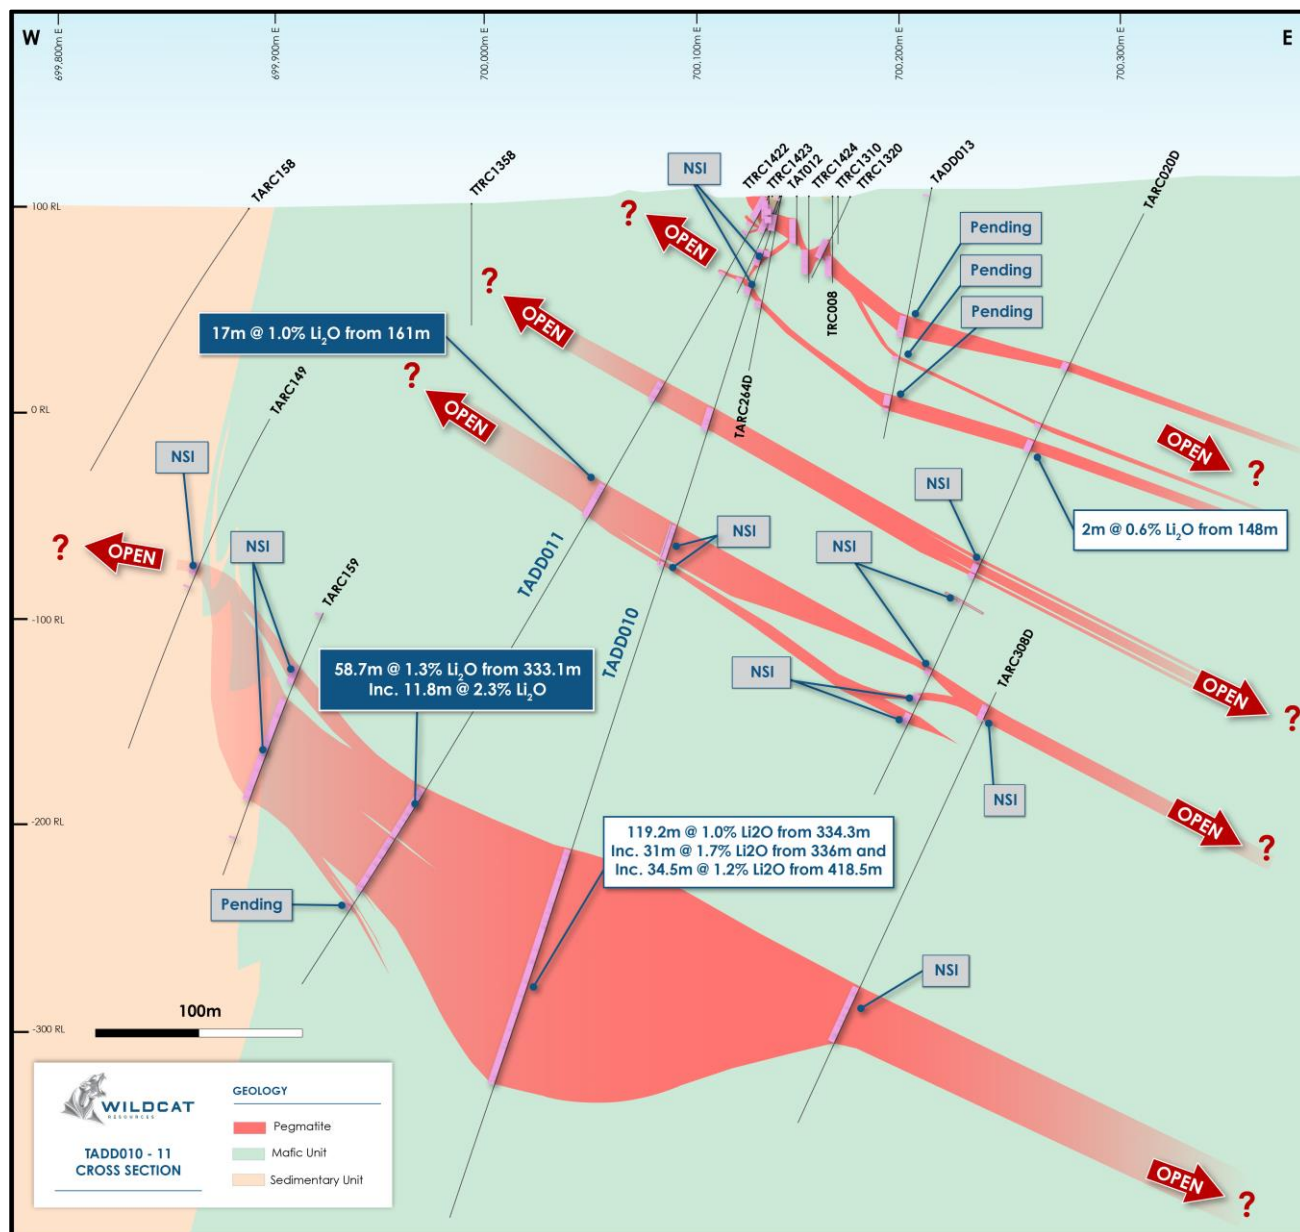 W
E
699,800m E
699,900m E
700,000m E
700,100m E
700,200m E
700,300m E
TARC158
TTRC1358
NSI
TTRC1422
TTRC1423
TAT012
TTRC1424
TTRC1310
TTRC1320
TADD013
TARC020D
100 RL
?
OPEN
Pending
Pending
Pending
?
OPEN
TRC008
17m @ 1.0% Li₂O from 161m
?
OPEN
TARC149
TARC264D
0 RL
OPEN
?
NSI
NSI
2m @ 0.6% Li₂O from 148m
NSI
NSI
NSI
?
OPEN
TARC159
TADD011
TADD010
-100 RL
TARC308D
58.7m @ 1.3% Li₂O from 333.1m
Inc. 11.8m @ 2.3% Li₂O
NSI
OPEN
?
NSI
-200 RL
OPEN
?
119.2m @ 1.0% Li2O from 334.3m
Inc. 31m @ 1.7% Li2O from 336m and
Inc. 34.5m @ 1.2% Li2O from 418.5m
Pending
NSI
100m
-300 RL
WILDCAT
RESOURCES
TADD010 - 11
CROSS SECTION
GEOLOGY
Pegmatite
Mafic Unit
Sedimentary Unit
OPEN
?